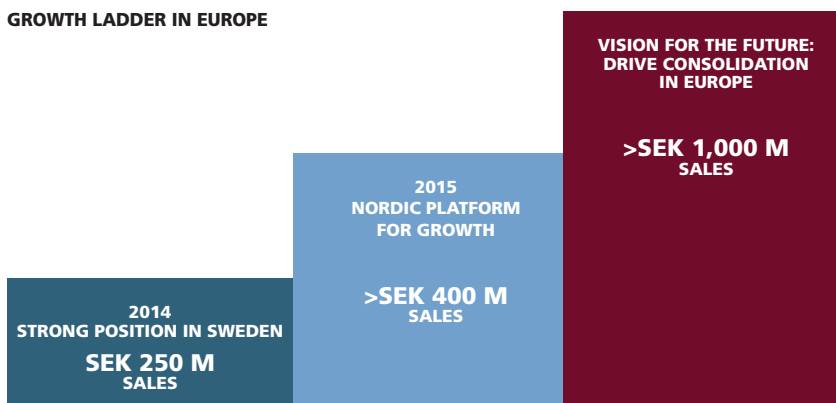 GROWTH LADDER IN EUROPE
2014
STRONG POSITION IN SWEDEN
SEK 250 M
SALES
2015
NORDIC PLATFORM
FOR GROWTH
>SEK 400 M
SALES
VISION FOR THE FUTURE:
DRIVE CONSOLIDATION
IN EUROPE
>SEK 1,000 M
SALES